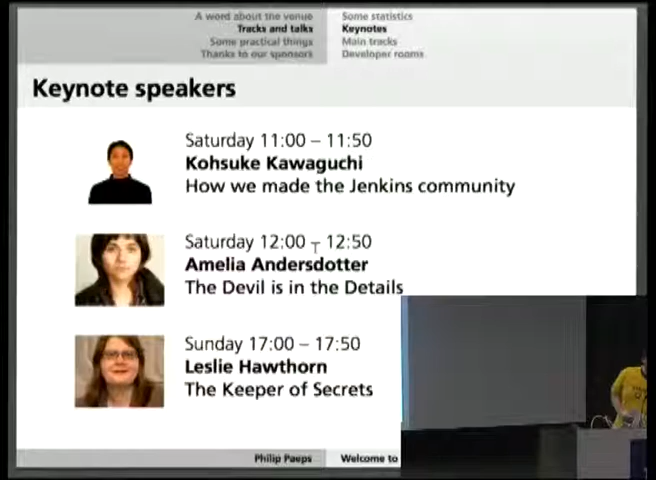 A word about the venue
Tracks and talks
Some practical things
Thanks to our sponsors
Some statistics
Keynotes
Main tracks
Developer rooms
Keynote speakers
Saturday 11:00 – 11:50
Kohsuke Kawaguchi
How we made the Jenkins community
Saturday 12:00 – 12:50
Amelia Andersdotter
The Devil is in the Details
Sunday 17:00 – 17:50
Leslie Hawthorn
The Keeper of Secrets
Philip Paeps
Welcome to